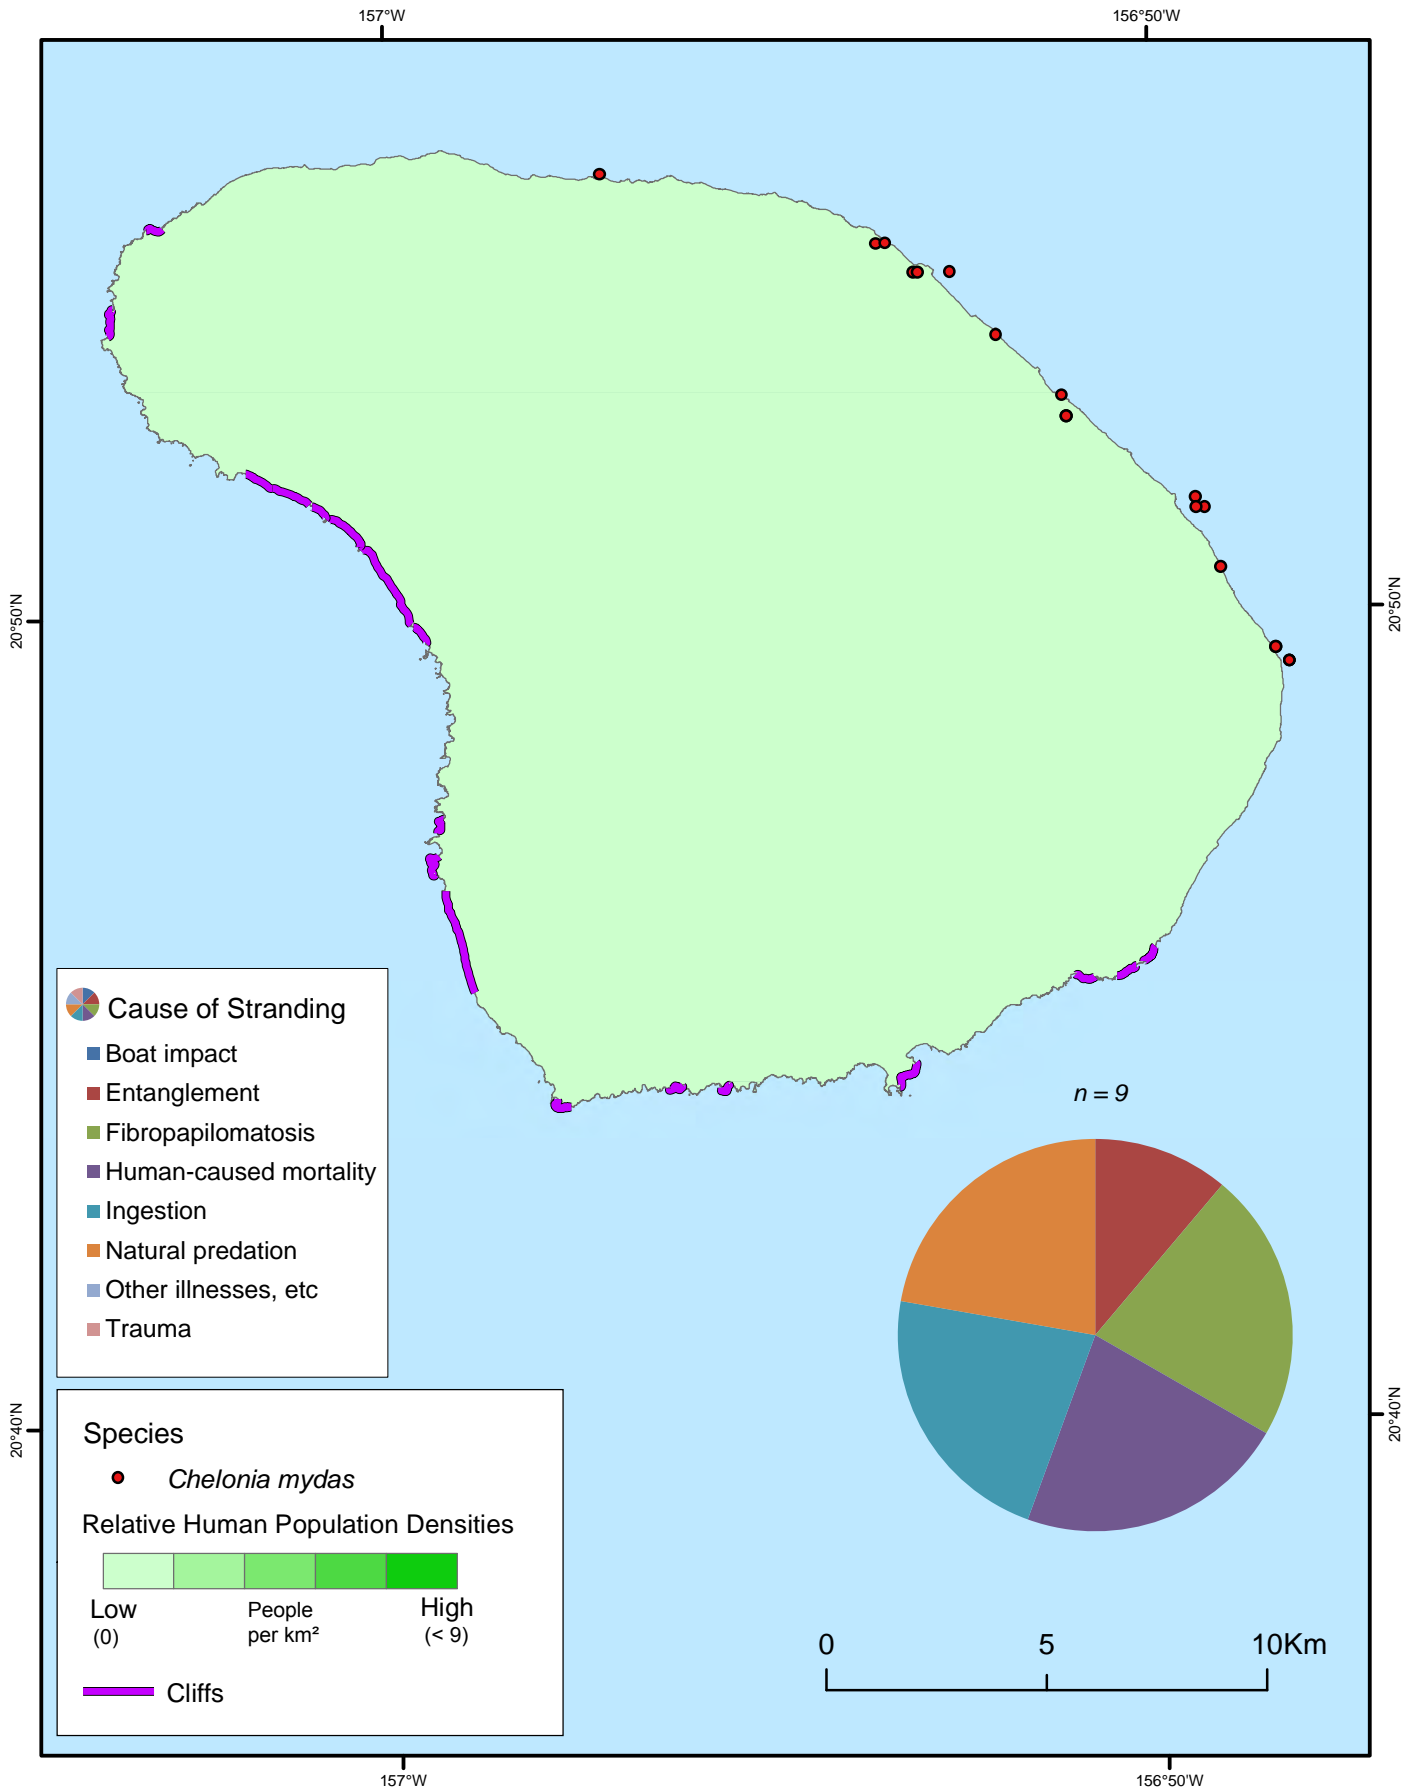 157°W
156°50'W
20°50'N
20°50'N
Cause of Stranding
Boat impact
Entanglement
Fibropapilomatosis
Human-caused mortality
Ingestion
Natural predation
Other illnesses, etc
Trauma
n = 9
20°40'N
20°40'N
Species
Chelonia mydas
Relative Human Population Densities
Low
(0)
People
per km²
High
(< 9)
Cliffs
0 5 10Km
157°W
156°50'W